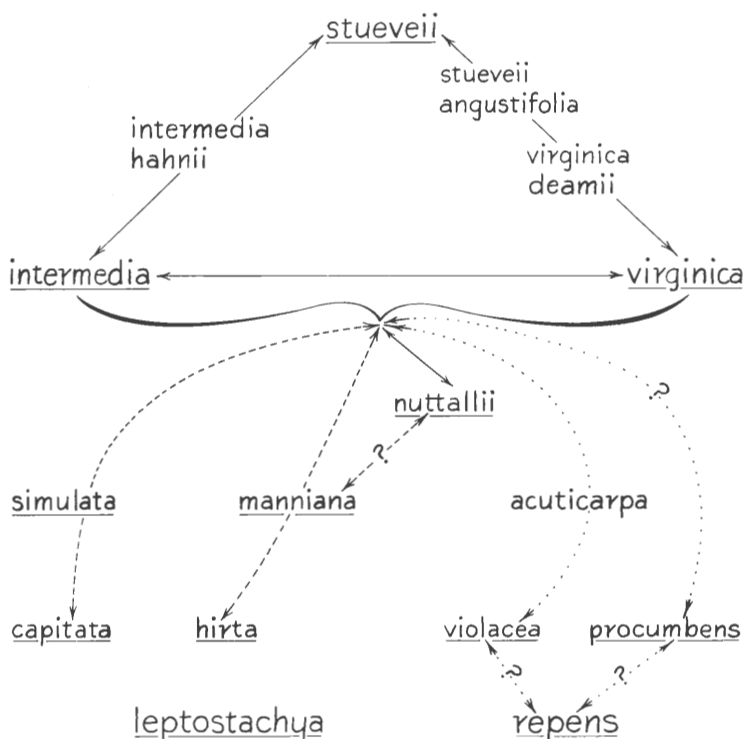 stueveii
stueveii
angustifolia
intermedia
hahnii
virginica
deamii
intermedia
virginica
?
nuttallii
?
simulata
manniana
acuticarpa
capitata
hirta
violacea
procumbens
?
?
leptostachya
repens